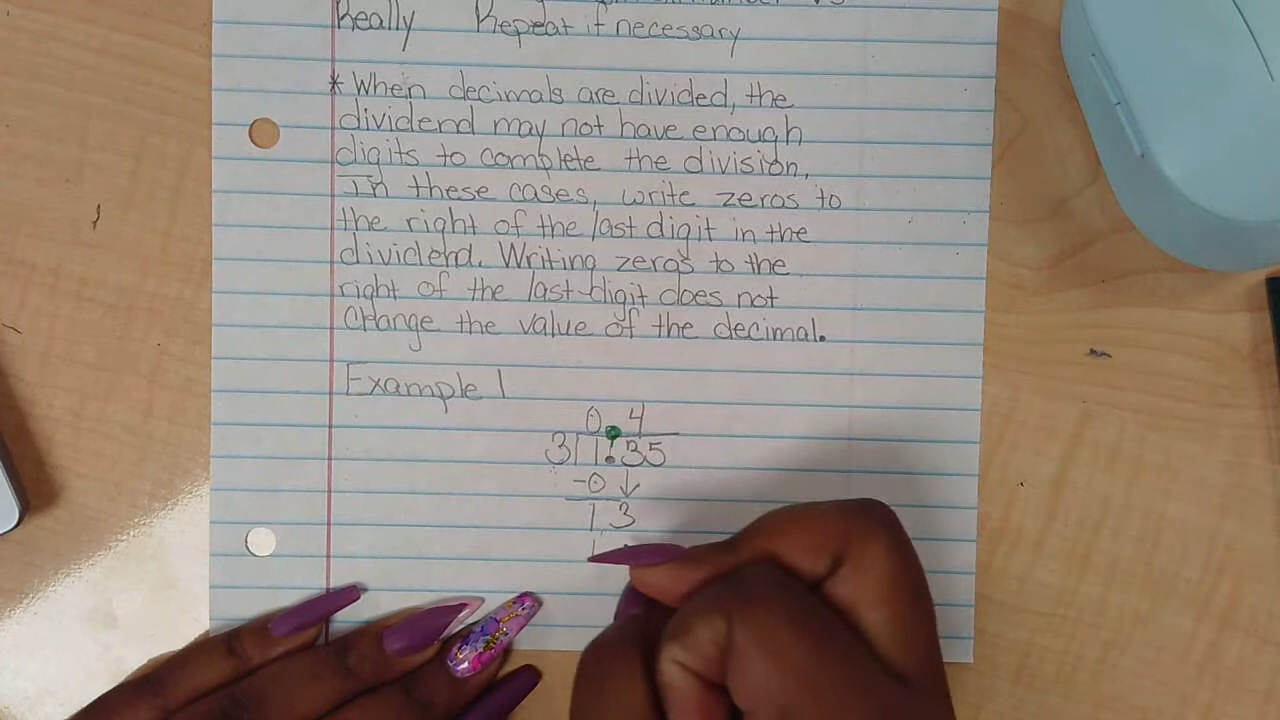 Really Repeat if necessary
* When decimals are divided, the
dividend may not have enough
digits to complete the division.
In these cases, write zeros to
the right of the last digit in the
dividend. Writing zeros to the
right of the last digit does not
change the value of the decimal.
Example 1
0.4
3 1.35
-0 ↓
13
1